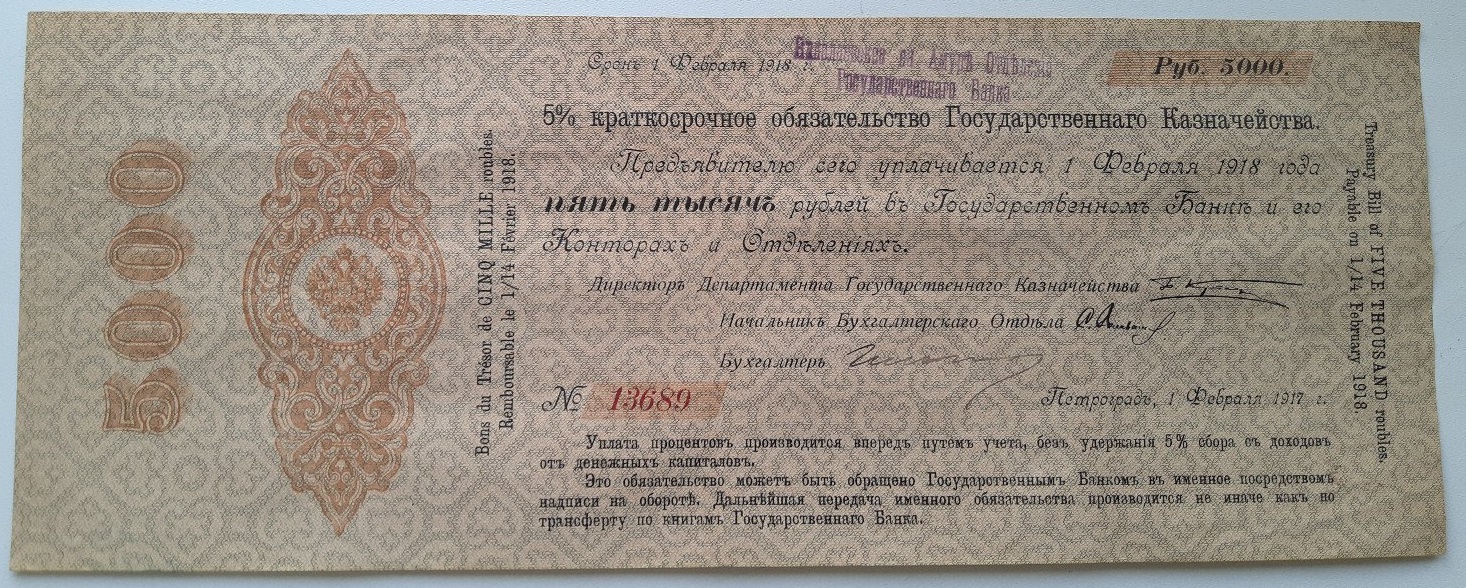 5000
Bons du Trésor de CINQ MILLE roubles.
Remboursable le 1/14 Février 1918.
Срокъ 1 Февраля 1918 г.
Государственнаго Банка
Руб. 5000.
5% краткосрочное обязательство Государственнаго Казначейства.
Предъявителю сего уплачивается 1 Февраля 1918 года
пять тысячъ рублей въ Государственномъ Банкѣ и его
Конторахъ и Отдѣленіяхъ.
Директоръ Департамента Государственнаго Казначейства
Начальникъ Бухгалтерскаго Отдѣла
Бухгалтеръ
№ 13689
Петроградъ, 1 Февраля 1917 г.
Уплата процентовъ производится впередъ путемъ учета, безъ удержанія 5% сбора съ доходовъ
отъ денежныхъ капиталовъ.
Это обязательство можетъ быть обращено Государственнымъ Банкомъ въ именное посредствомъ
надписи на оборотѣ. Дальнѣйшая передача именного обязательства производится не иначе какъ по
трансферту по книгамъ Государственнаго Банка.
Treasury Bill of FIVE THOUSAND roubles.
Payable on 1/14 February 1918.